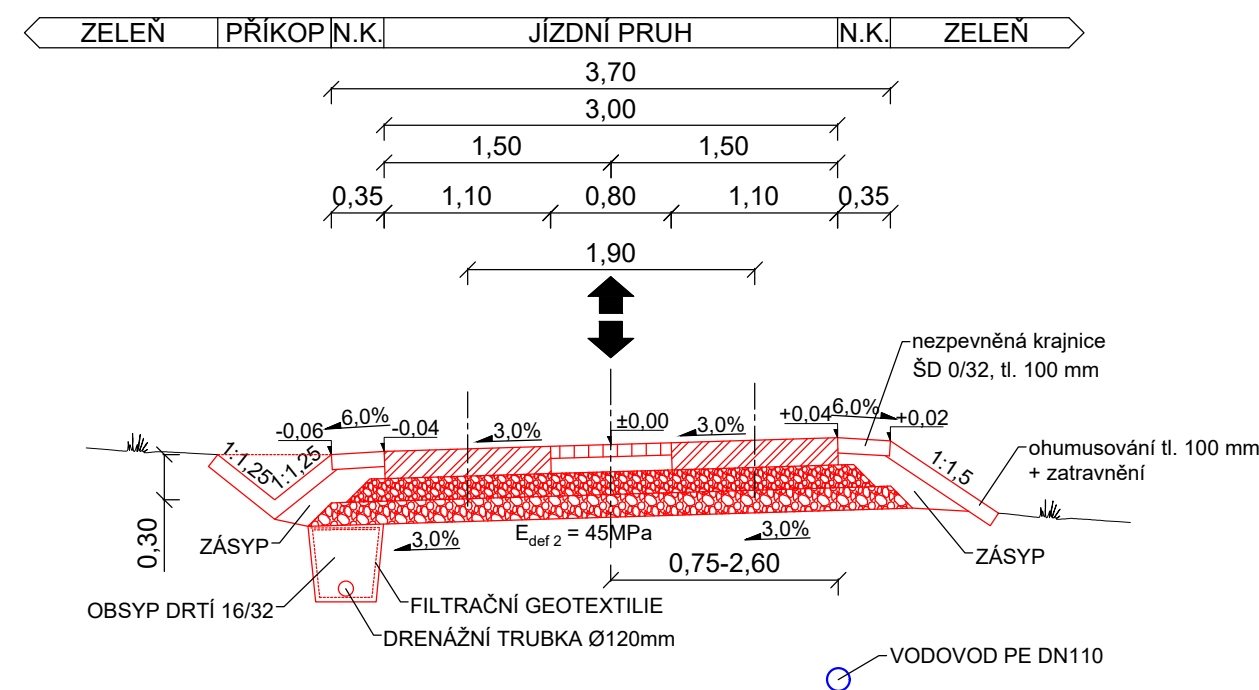 ZELEŇ PŘÍKOP N.K. JÍZDNÍ PRUH N.K. ZELEŇ
3,70
3,00
1,50 1,50
0,35 1,10 0,80 1,10 0,35
1,90
nezpevněná krajnice
ŠD 0/32, tl. 100 mm
-0,06 6,0% -0,04 3,0% ±0,00 3,0% +0,04 6,0% +0,02
1:1,25 1:1,25 1:1,5
ohumusování tl. 100 mm
+ zatravnění
0,30
ZÁSYP 3,0% Edef 2 = 45MPa 3,0% ZÁSYP
0,75-2,60
OBSYP DRTÍ 16/32
FILTRAČNÍ GEOTEXTILIE
DRENÁŽNÍ TRUBKA Ø120mm
VODOVOD PE DN110